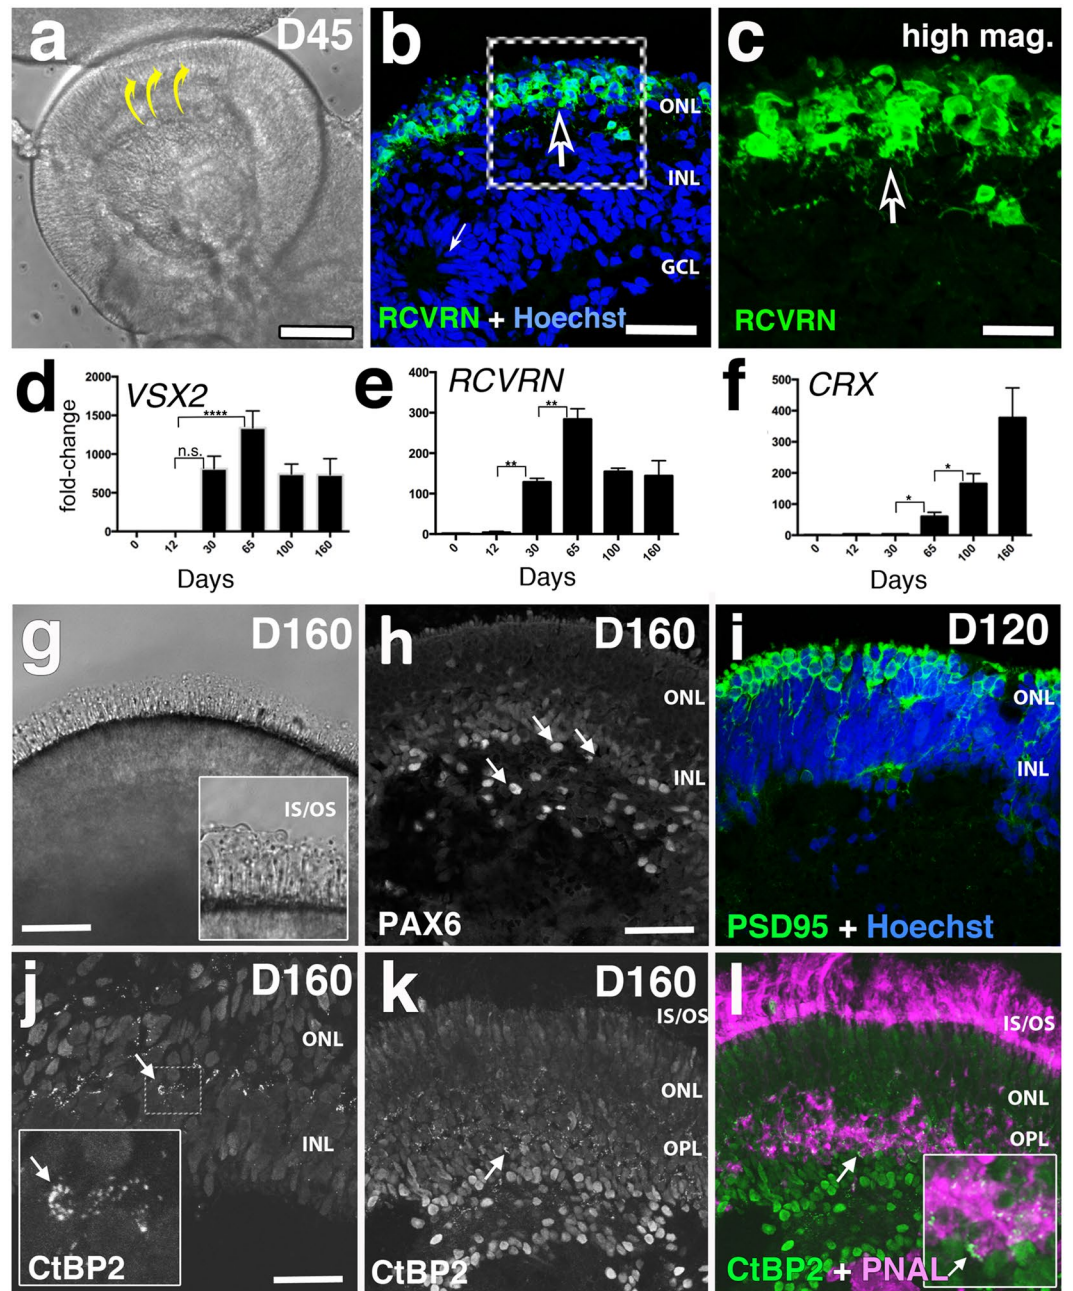 a
D45
b
ONL
INL
GCL
RCVRN + Hoechst
c
high mag.
RCVRN
d
VSX2
fold-change
2000
1500
1000
500
0
n.s.
****
0 12 30 65 100 160
Days
e
RCVRN
400
300
200
100
0
**
**
0 12 30 65 100 160
Days
f
CRX
500
400
300
200
100
0
*
*
0 12 30 65 100 160
Days
g
D160
IS/OS
h
D160
ONL
INL
PAX6
i
D120
ONL
INL
PSD95 + Hoechst
j
D160
ONL
INL
CtBP2
k
D160
IS/OS
ONL
OPL
CtBP2
l
IS/OS
ONL
OPL
CtBP2 + PNAL